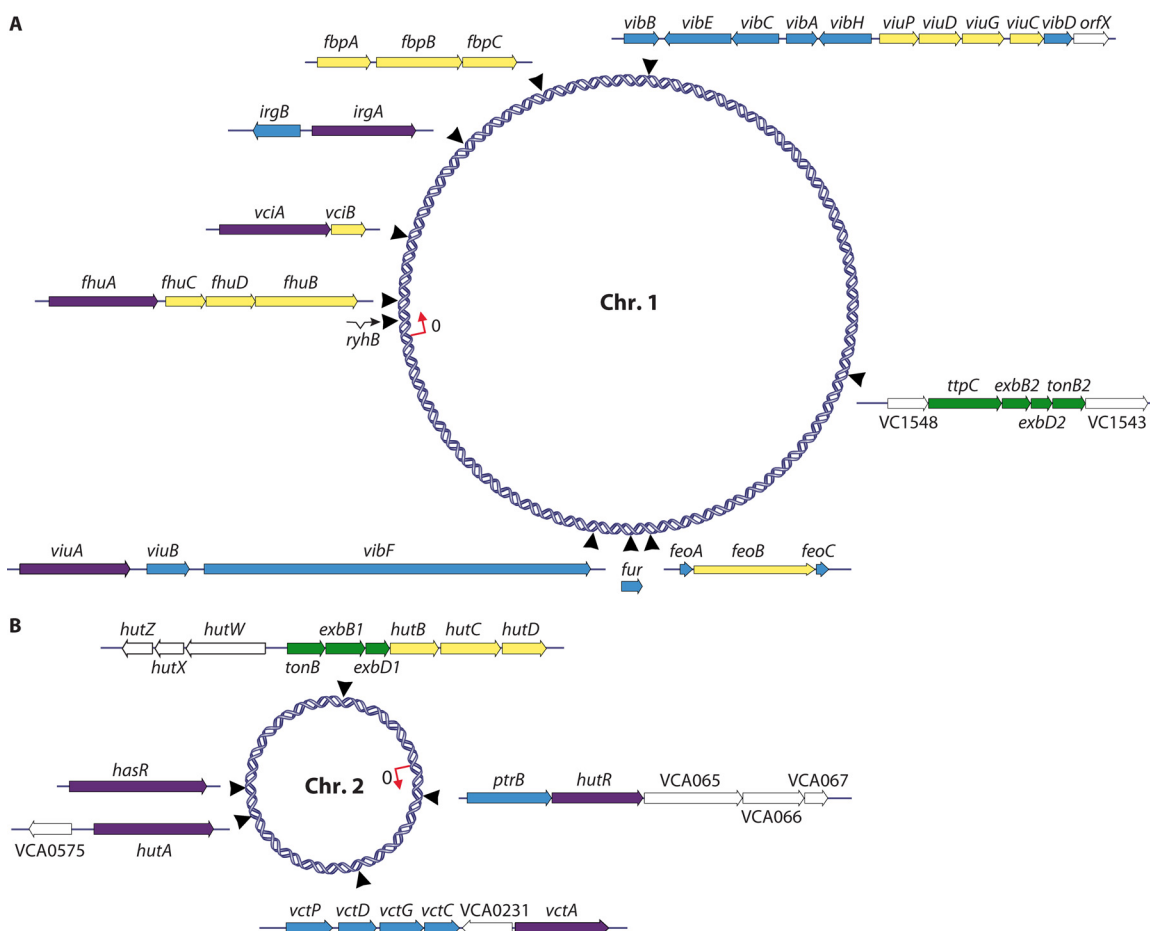 A
vibB vibE vibC vibA vibH viuP viuD viuG viuC vibD orfX
fbpA fbpB fbpC
irgB irgA
vciA vciB
fhuA fhuC fhuD fhuB
Chr. 1
0
ryhB
ttpC exbB2 tonB2
VC1548 exbD2 VC1543
viuA viuB vibF
fur
feoA feoB feoC
B
hutZ hutW exbB1 hutB hutC hutD
hutX tonB exbD1
hasR
Chr. 2
0
ptrB hutR VCA065 VCA067
VCA066
VCA0575 hutA
vctP vctD vctG vctC VCA0231 vctA